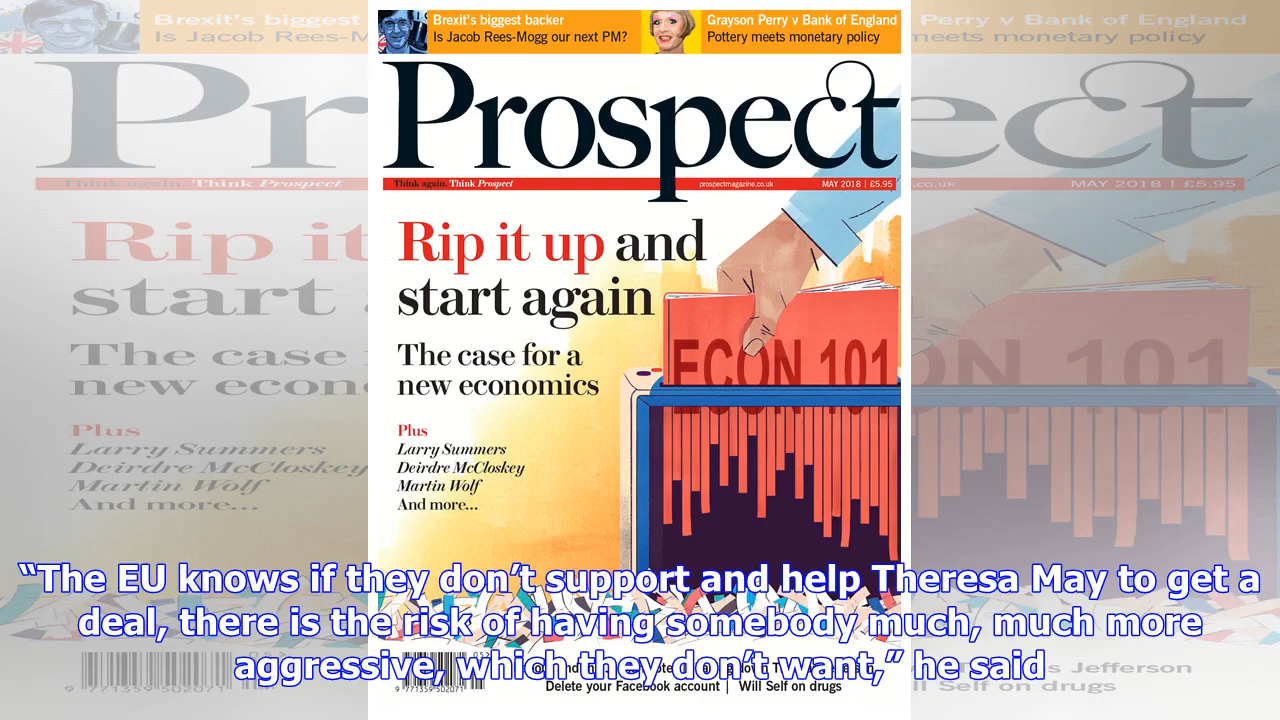 Brexit's biggest backer
Is Jacob Rees-Mogg our next PM?
Grayson Perry v Bank of England
Pottery meets monetary policy
Prospect
Think again. Think Prospect
prospectmagazine.co.uk
MAY 2018 | £5.95
Rip it up and
start again
The case for a
new economics
Plus
Larry Summers
Deirdre McCloskey
Martin Wolf
And more...
ECON 101
“The EU knows if they don’t support and help Theresa May to get a
deal, there is the risk of having somebody much, much more
aggressive, which they don’t want,” he said
05
9 771359 502071
Delete your Facebook account | Will Self on drugs